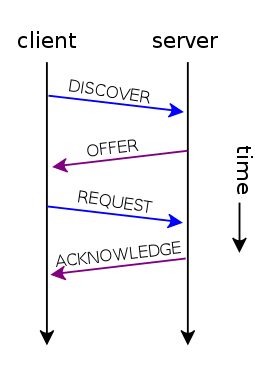 client server
DISCOVER
OFFER
time
REQUEST
ACKNOWLEDGE